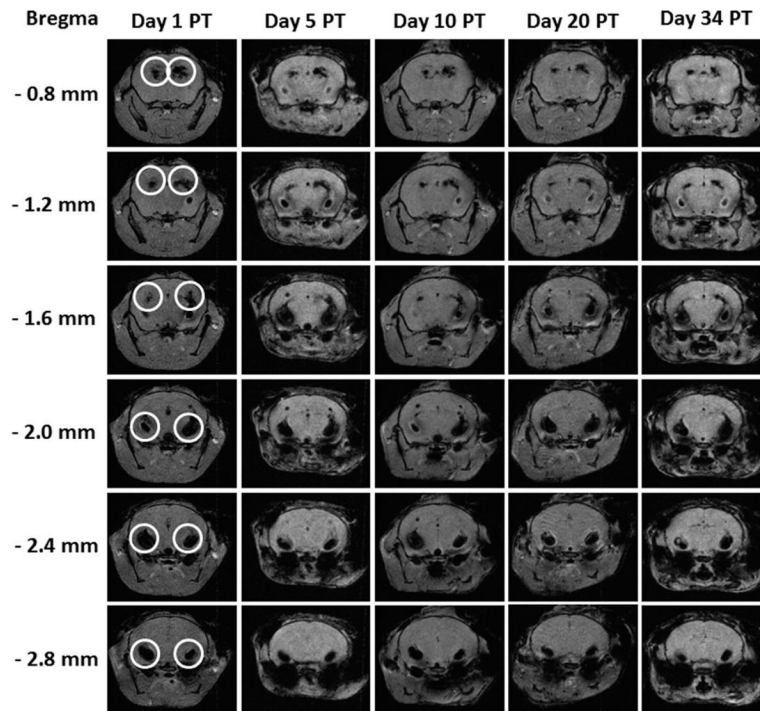 Bregma Day 1 PT Day 5 PT Day 10 PT Day 20 PT Day 34 PT
- 0.8 mm
- 1.2 mm
- 1.6 mm
- 2.0 mm
- 2.4 mm
- 2.8 mm